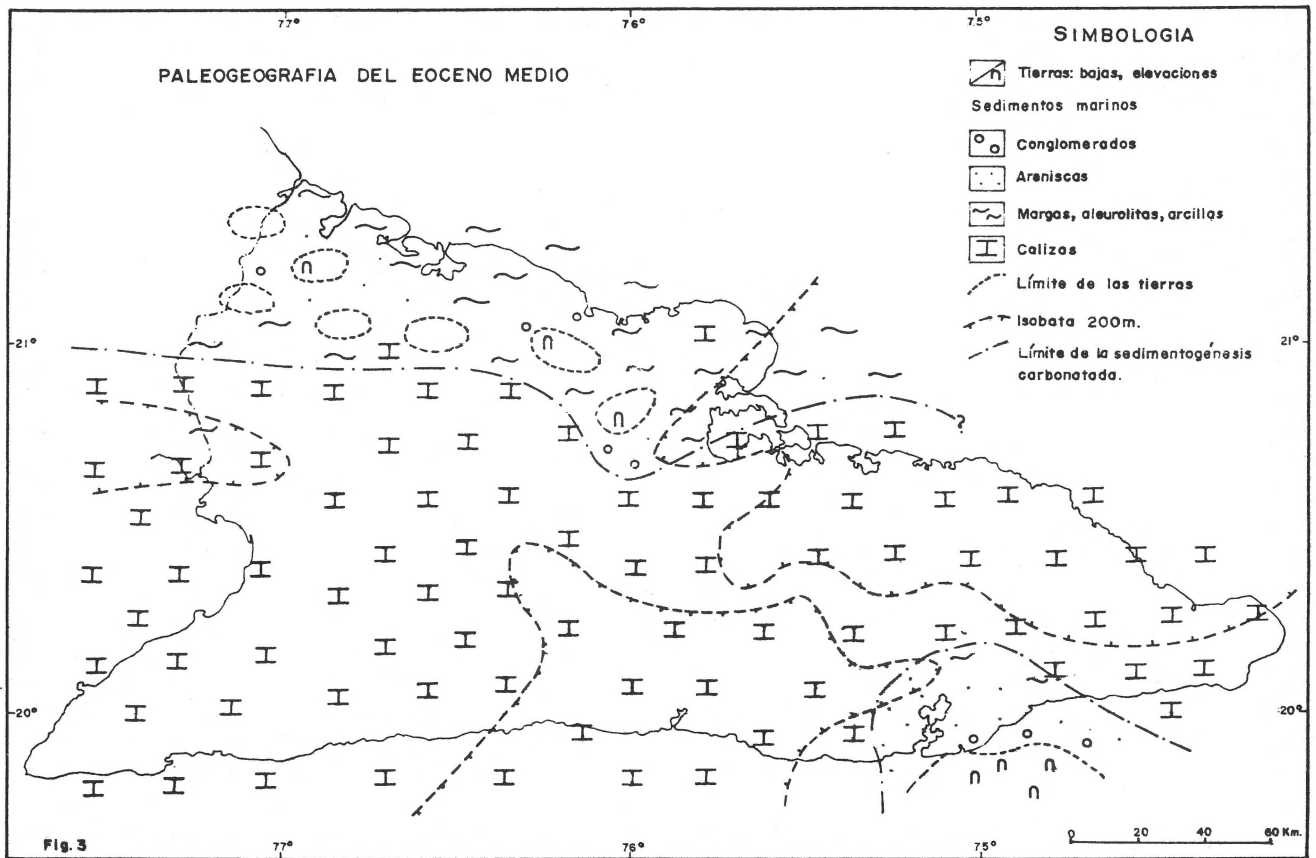 77° 76° 75°
SIMBOLOGIA
PALEOGEOGRAFIA DEL EOCENO MEDIO
Tierras: bajas, elevaciones
Sedimentos marinos
Conglomerados
Areniscas
Margas, aleurolitas, arcillas
Calizas
Límite de las tierras
Isobata 200m.
Límite de la sedimentogénesis
carbonatada.
21° 21°
?
20° 20°
0 20 40 60 Km.
Fig. 3
77° 76° 75°